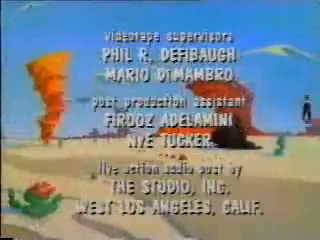 videotape supervisors
PHIL R. DEFIBAUGH
MARIO DiMAMBRO
post production assistant
FIRDOZ ADELAMINI
NYE TUCKER
live action audio post by
THE STUDIO, INC.
WEST LOS ANGELES, CALIF.